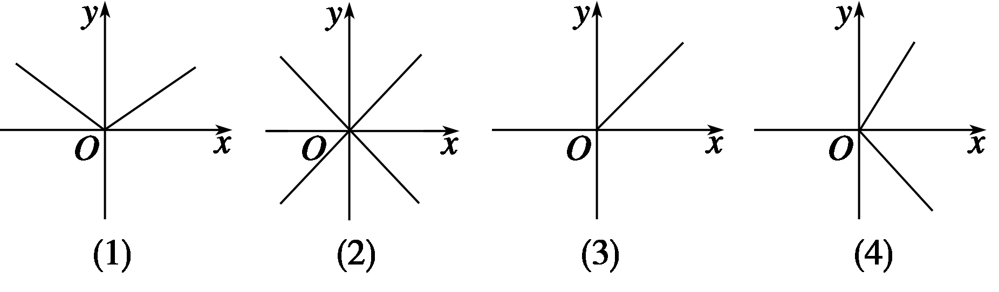 y y y y
O x O x O x O x
(1) (2) (3) (4)